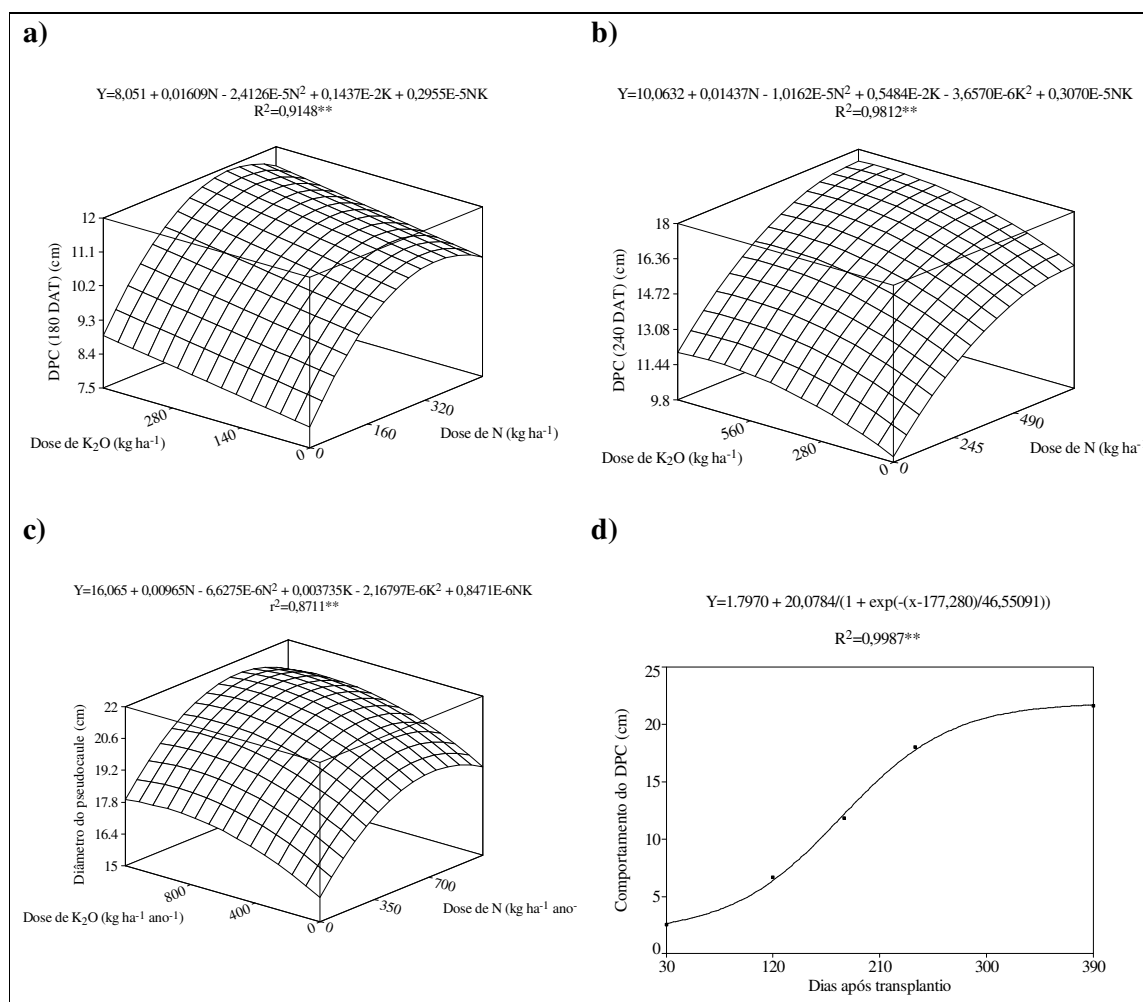 a)
Y=8,051 + 0,01609N - 2,4126E-5N² + 0,1437E-2K + 0,2955E-5NK
R²=0,9148**
12
11.1
10.2
9.3
8.4
7.5
DPC (180 DAT) (cm)
280
140
0
Dose de K₂O (kg ha⁻¹)
0
160
320
Dose de N (kg ha⁻¹)
b)
Y=10,0632 + 0,01437N - 1,0162E-5N² + 0,5484E-2K - 3,6570E-6K² + 0,3070E-5NK
R²=0,9812**
18
16.36
14.72
13.08
11.44
9.8
DPC (240 DAT) (cm)
560
280
0
Dose de K₂O (kg ha⁻¹)
0
245
490
Dose de N (kg ha⁻
c)
Y=16,065 + 0,00965N - 6,6275E-6N² + 0,003735K - 2,16797E-6K² + 0,8471E-6NK
r²=0,8711**
22
20.6
19.2
17.8
16.4
15
Diâmetro do pseudocaule (cm)
800
400
0
Dose de K₂O (kg ha⁻¹ ano⁻¹)
0
350
700
Dose de N (kg ha⁻¹ ano⁻
d)
Y=1.7970 + 20,0784/(1 + exp(-(x-177,280)/46,55091))
R²=0,9987**
25
20
15
10
5
0
Comportamento do DPC (cm)
30
120
210
300
390
Dias após transplantio